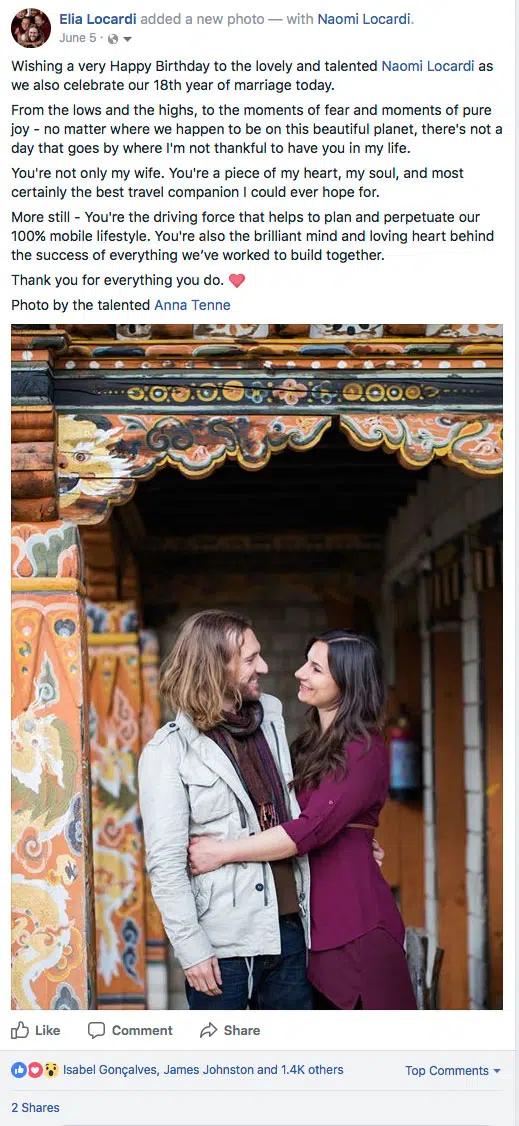 Elia Locardi added a new photo — with Naomi Locardi.
June 5 ·
Wishing a very Happy Birthday to the lovely and talented Naomi Locardi as
we also celebrate our 18th year of marriage today.
From the lows and the highs, to the moments of fear and moments of pure
joy - no matter where we happen to be on this beautiful planet, there's not a
day that goes by where I'm not thankful to have you in my life.
You're not only my wife. You're a piece of my heart, my soul, and most
certainly the best travel companion I could ever hope for.
More still - You're the driving force that helps to plan and perpetuate our
100% mobile lifestyle. You're also the brilliant mind and loving heart behind
the success of everything we’ve worked to build together.
Thank you for everything you do. ❤️
Photo by the talented Anna Tenne
Like Comment Share
Isabel Gonçalves, James Johnston and 1.4K others Top Comments
2 Shares